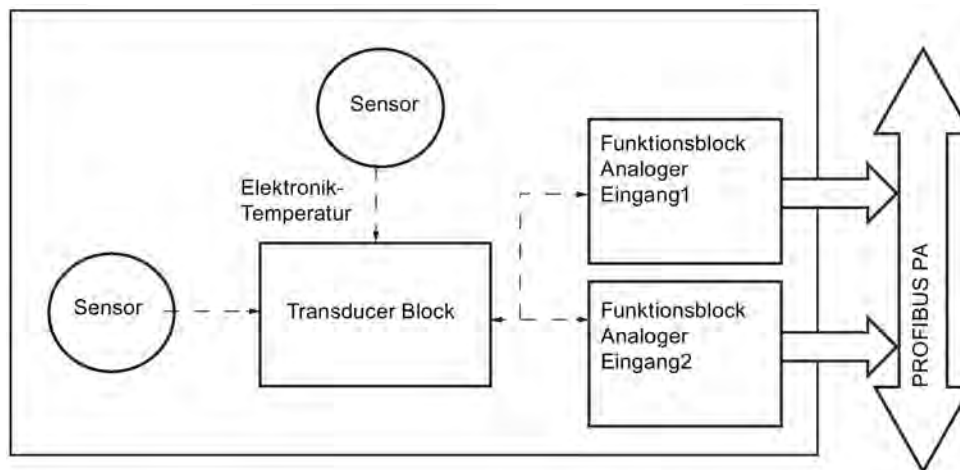 Sensor
Elektronik-
Temperatur
Sensor
Transducer Block
Funktionsblock
Analoger
Eingang1
Funktionsblock
Analoger
Eingang2
PROFIBUS PA